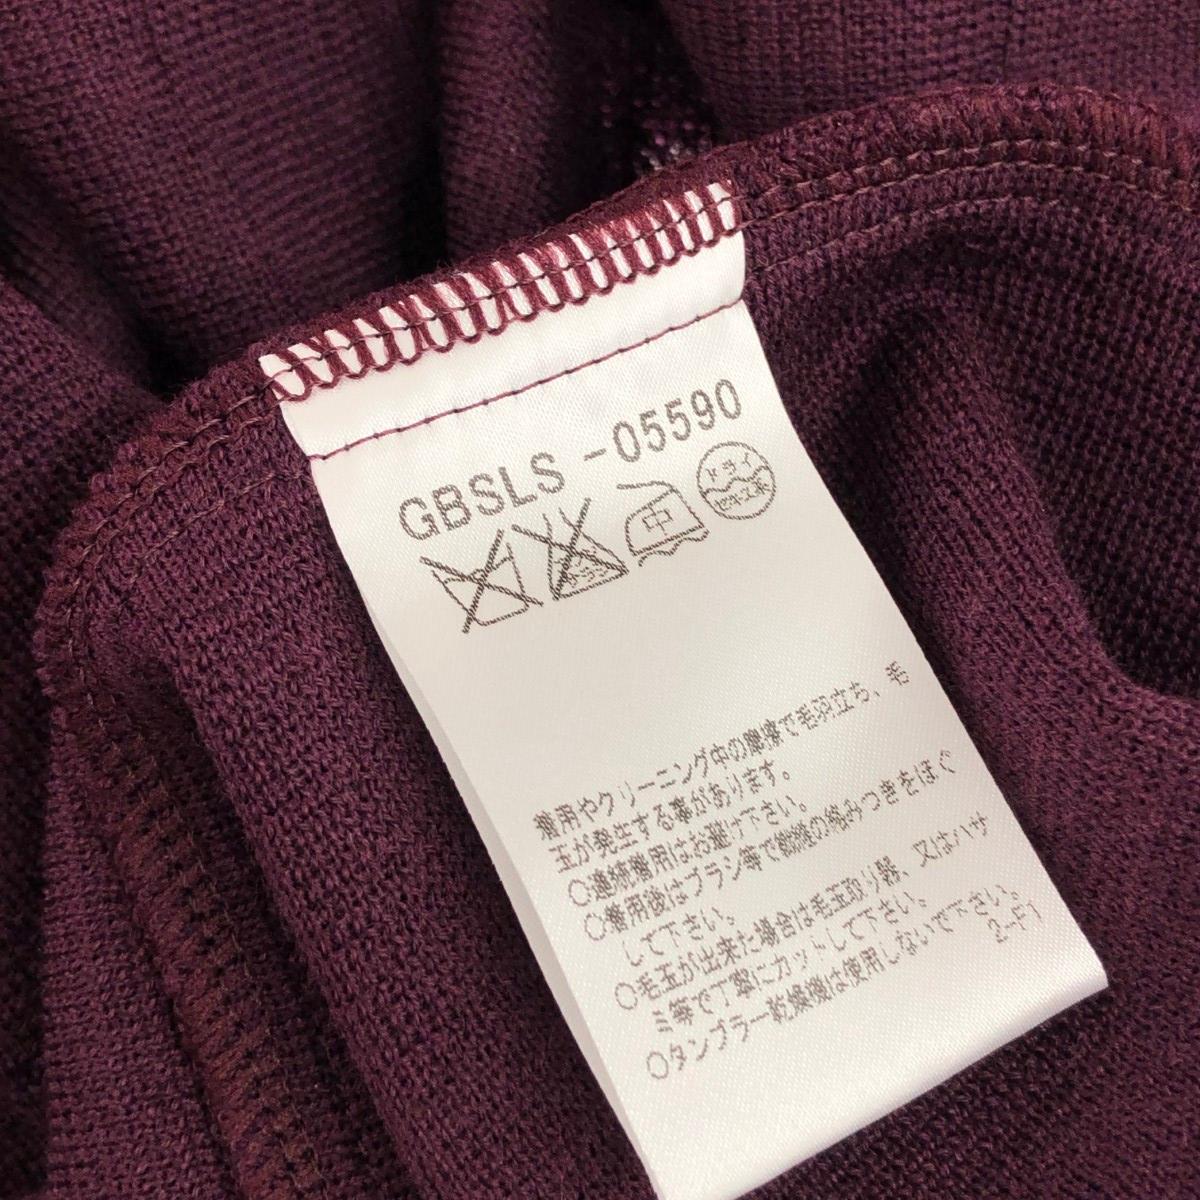 GBSLS -05590
中
ドライ
セキユ系
着用やクリーニング中の摩擦で毛羽立ち、毛
玉が発生する事があります。
○連続着用はお避け下さい。
○着用後はブラシ等で繊維の絡みつきをほぐ
して下さい。
○毛玉が出来た場合は毛玉取り器、又はハサ
ミ等で丁寧にカットして下さい。
○タンブラー乾燥機は使用しないで下さい。
2-F1